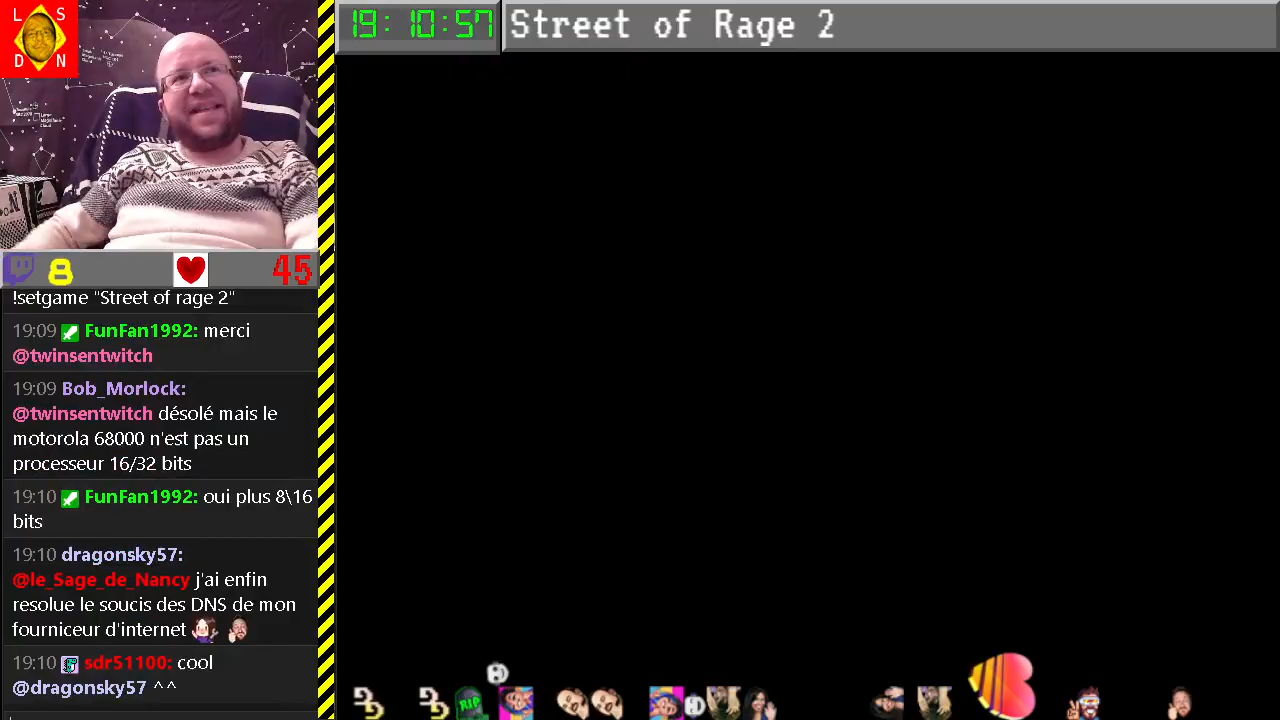 L S
D N
19:10:57
Street of Rage 2
8
45
!setgame "Street of rage 2"
19:09 FunFan1992: merci
@twinsentwitch
19:09 Bob_Morlock:
@twinsentwitch désolé mais le
motorola 68000 n'est pas un
processeur 16/32 bits
19:10 FunFan1992: oui plus 8\16
bits
19:10 dragonsky57:
@le_Sage_de_Nancy j'ai enfin
resolue le soucis des DNS de mon
fourniceur d'internet
19:10 sdr51100: cool
@dragonsky57 ^^
RIP